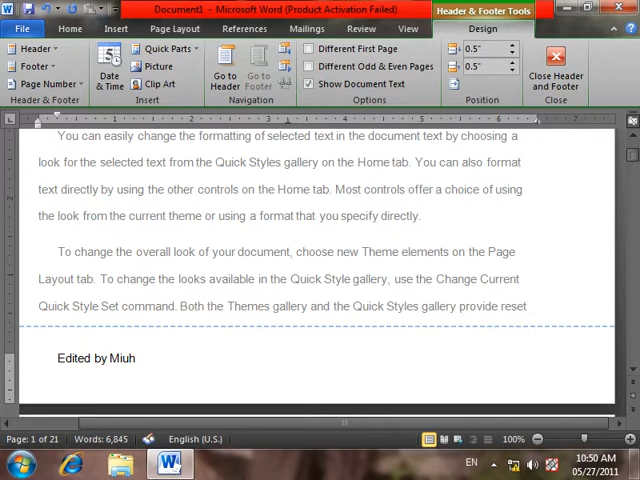 Document1 - Microsoft Word (Product Activation Failed)
Header & Footer Tools
File Home Insert Page Layout References Mailings Review View Design
Header Quick Parts Different First Page 0.5"
Footer Picture Different Odd & Even Pages 0.5"
Page Number Clip Art Show Document Text
Date & Time
Go to Header
Go to Footer
Close Header and Footer
Header & Footer Insert Navigation Options Position Close
1 2 3 4 5 6 7
You can easily change the formatting of selected text in the document text by choosing a
look for the selected text from the Quick Styles gallery on the Home tab. You can also format
text directly by using the other controls on the Home tab. Most controls offer a choice of using
the look from the current theme or using a format that you specify directly.
To change the overall look of your document, choose new Theme elements on the Page
Layout tab. To change the looks available in the Quick Style gallery, use the Change Current
Quick Style Set command. Both the Themes gallery and the Quick Styles gallery provide reset
Edited by Miuh
Page: 1 of 21 Words: 6,845 English (U.S.) 100%
EN 10:50 AM
05/27/2011